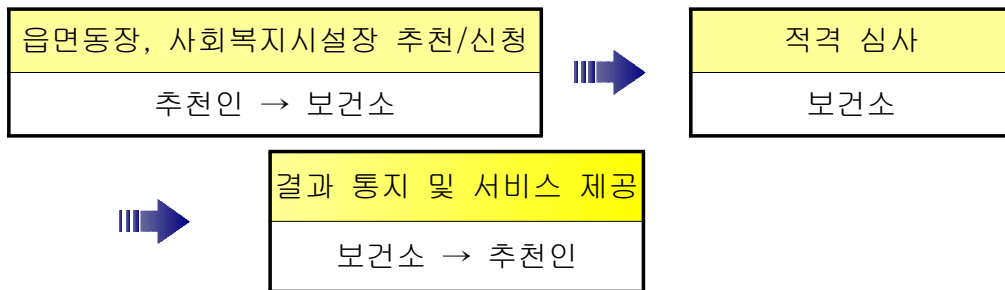 읍면동장, 사회복지시설장 추천/신청
추천인 → 보건소
적격 심사
보건소
결과 통지 및 서비스 제공
보건소 → 추천인